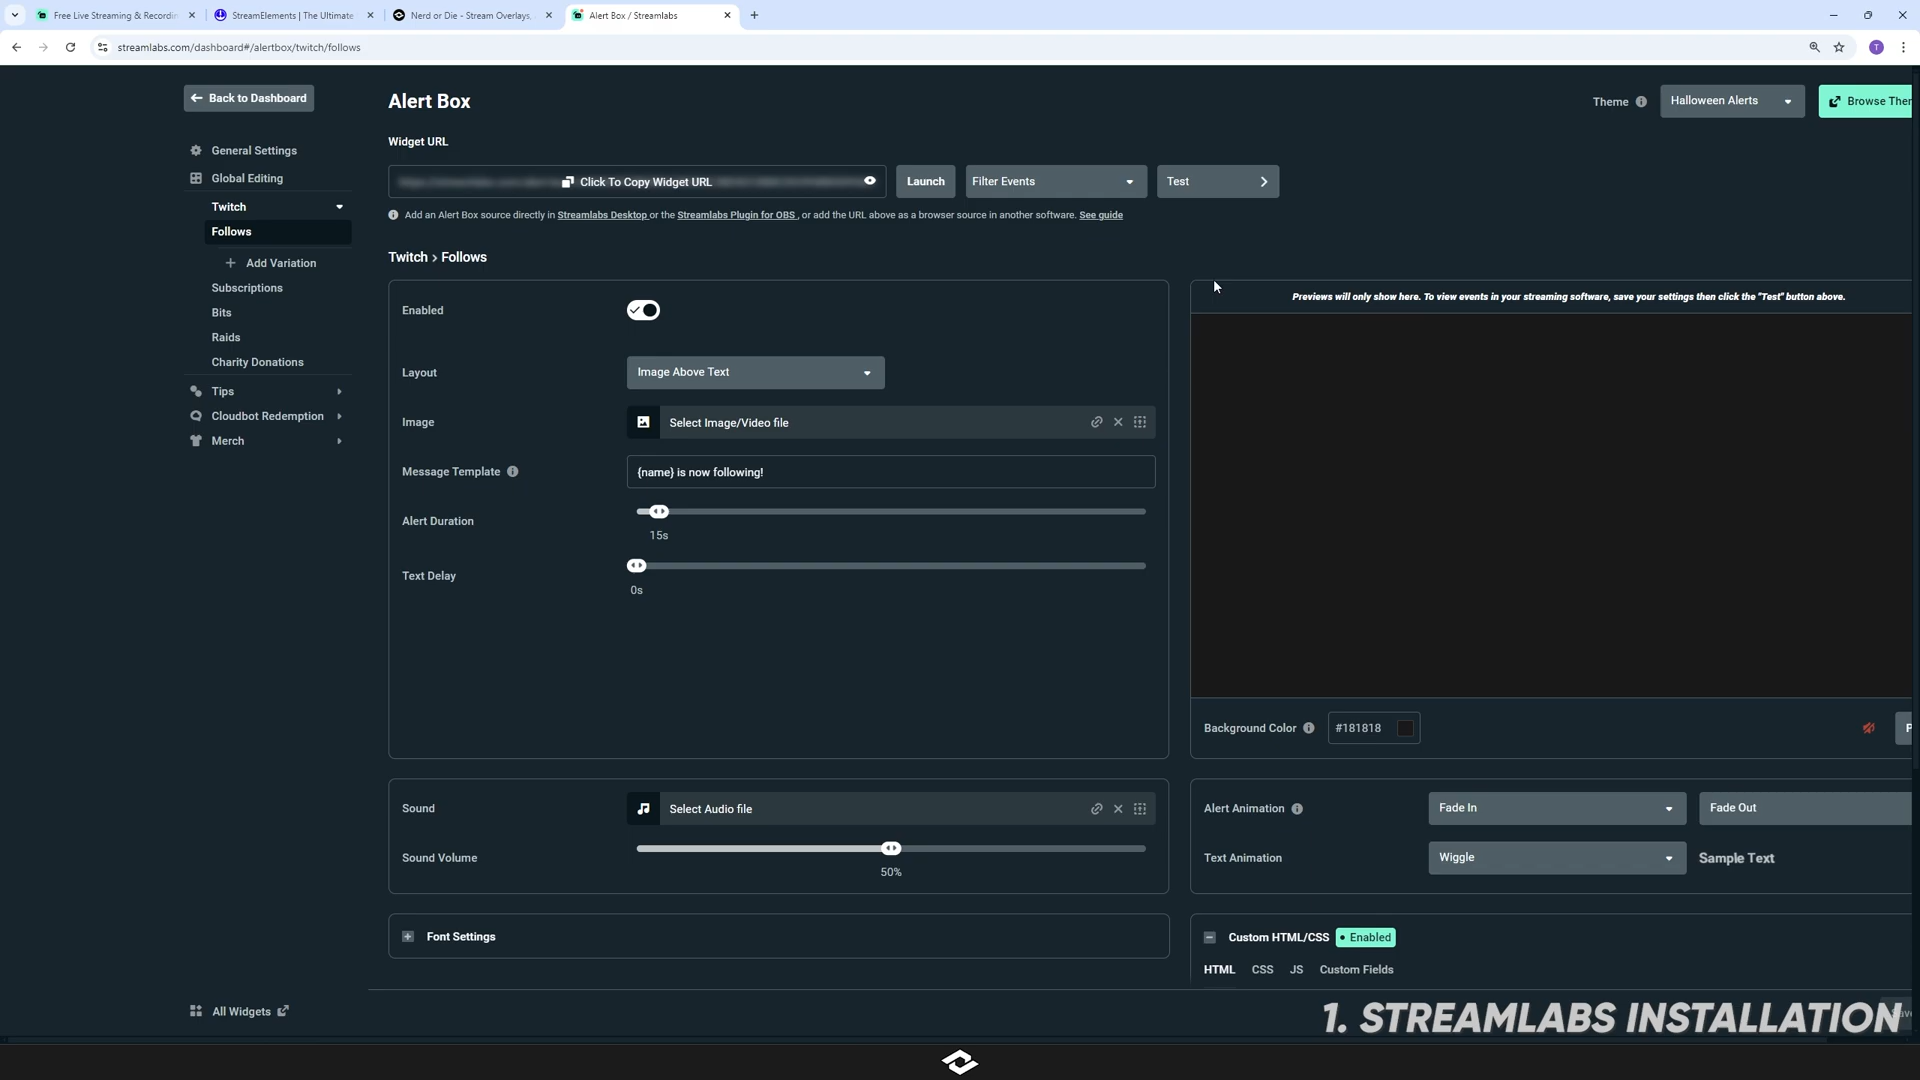 Free Live Streaming & Recordin
StreamElements | The Ultimate
Nerd or Die - Stream Overlays,
Alert Box / Streamlabs
streamlabs.com/dashboard#/alertbox/twitch/follows
T
Back to Dashboard
Alert Box
Theme
Halloween Alerts
Browse Ther
Widget URL
General Settings
Global Editing
Click To Copy Widget URL
Launch
Filter Events
Test
Twitch
Add an Alert Box source directly in Streamlabs Desktop or the Streamlabs Plugin for OBS , or add the URL above as a browser source in another software. See guide
Follows
Twitch > Follows
Add Variation
Subscriptions
Bits
Raids
Charity Donations
Tips
Cloudbot Redemption
Merch
Enabled
Layout
Image Above Text
Image
Select Image/Video file
Message Template
{name} is now following!
Alert Duration
15s
Text Delay
0s
Previews will only show here. To view events in your streaming software, save your settings then click the "Test" button above.
Background Color
#181818
P
Sound
Select Audio file
Sound Volume
50%
Alert Animation
Fade In
Fade Out
Text Animation
Wiggle
Sample Text
Font Settings
Custom HTML/CSS
Enabled
HTML CSS JS Custom Fields
All Widgets
1. STREAMLABS INSTALLATION